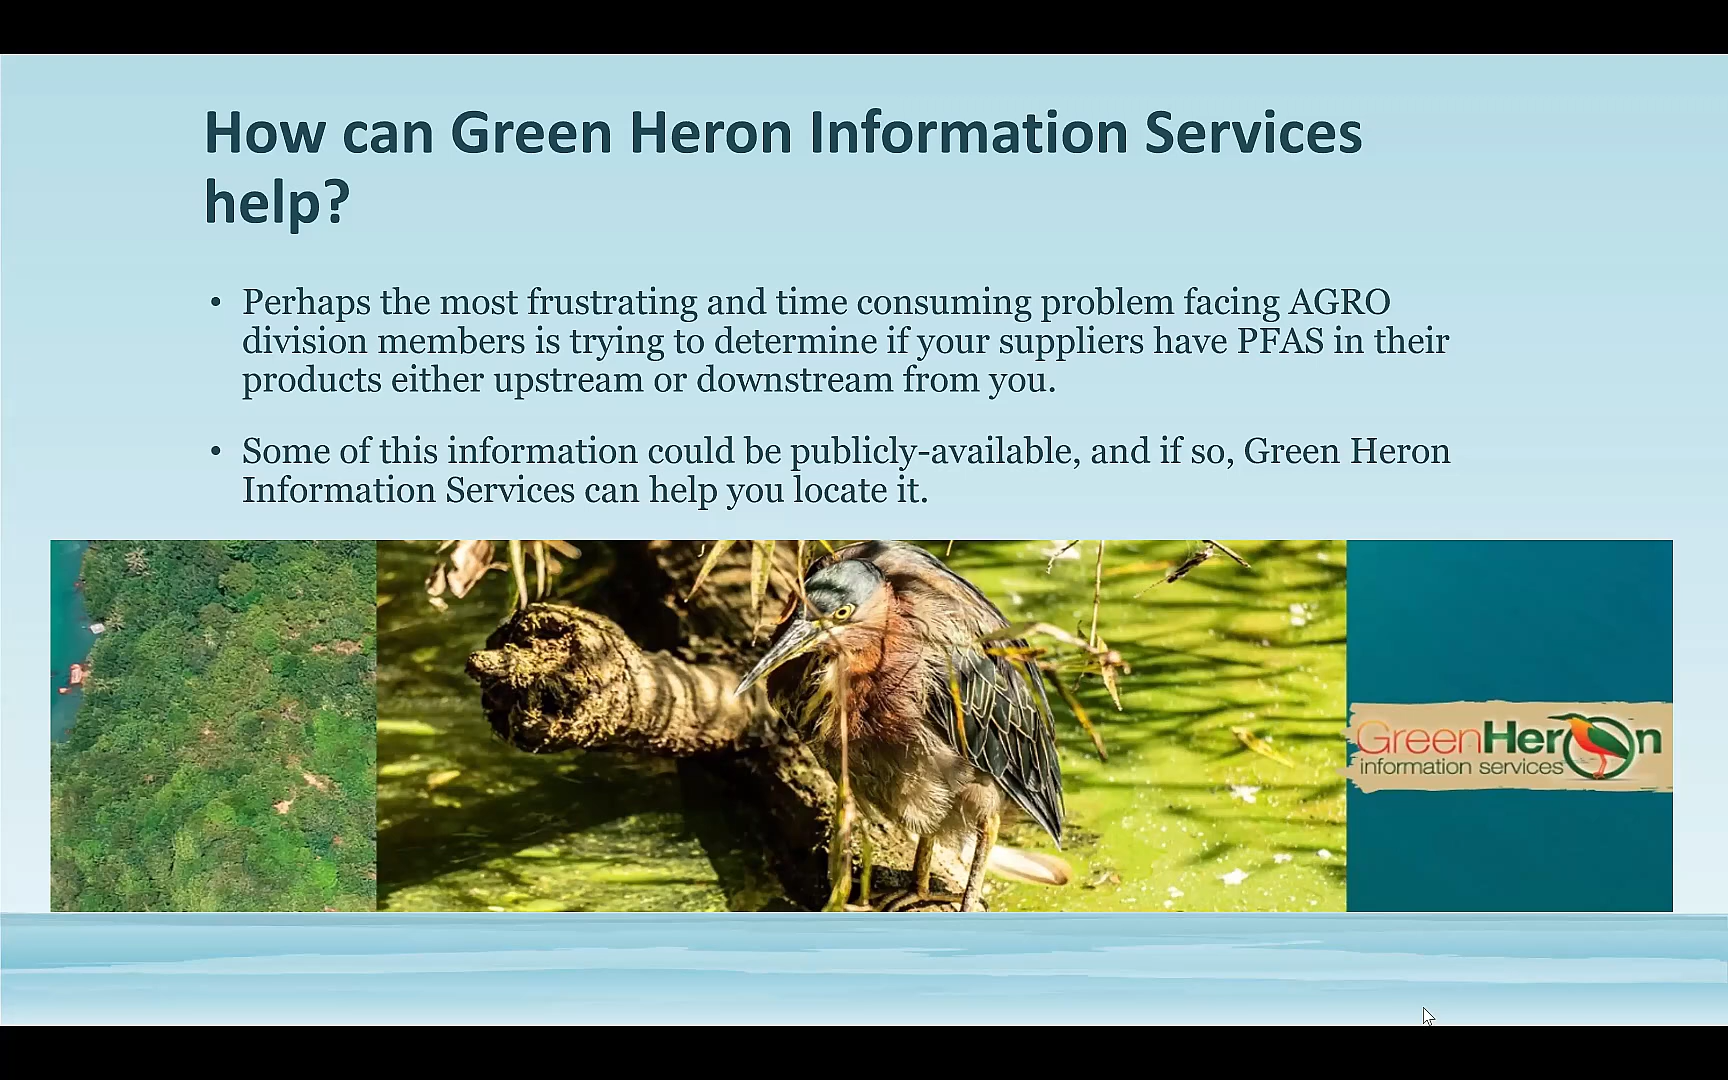 How can Green Heron Information Services
help?
• Perhaps the most frustrating and time consuming problem facing AGRO
division members is trying to determine if your suppliers have PFAS in their
products either upstream or downstream from you.
• Some of this information could be publicly-available, and if so, Green Heron
Information Services can help you locate it.
GreenHeron
information services